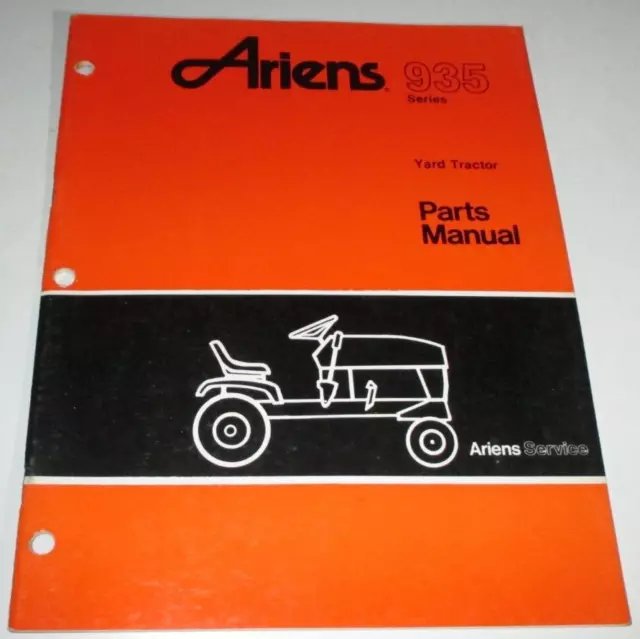 Ariens 935
Series
Yard Tractor
Parts
Manual
Ariens Service